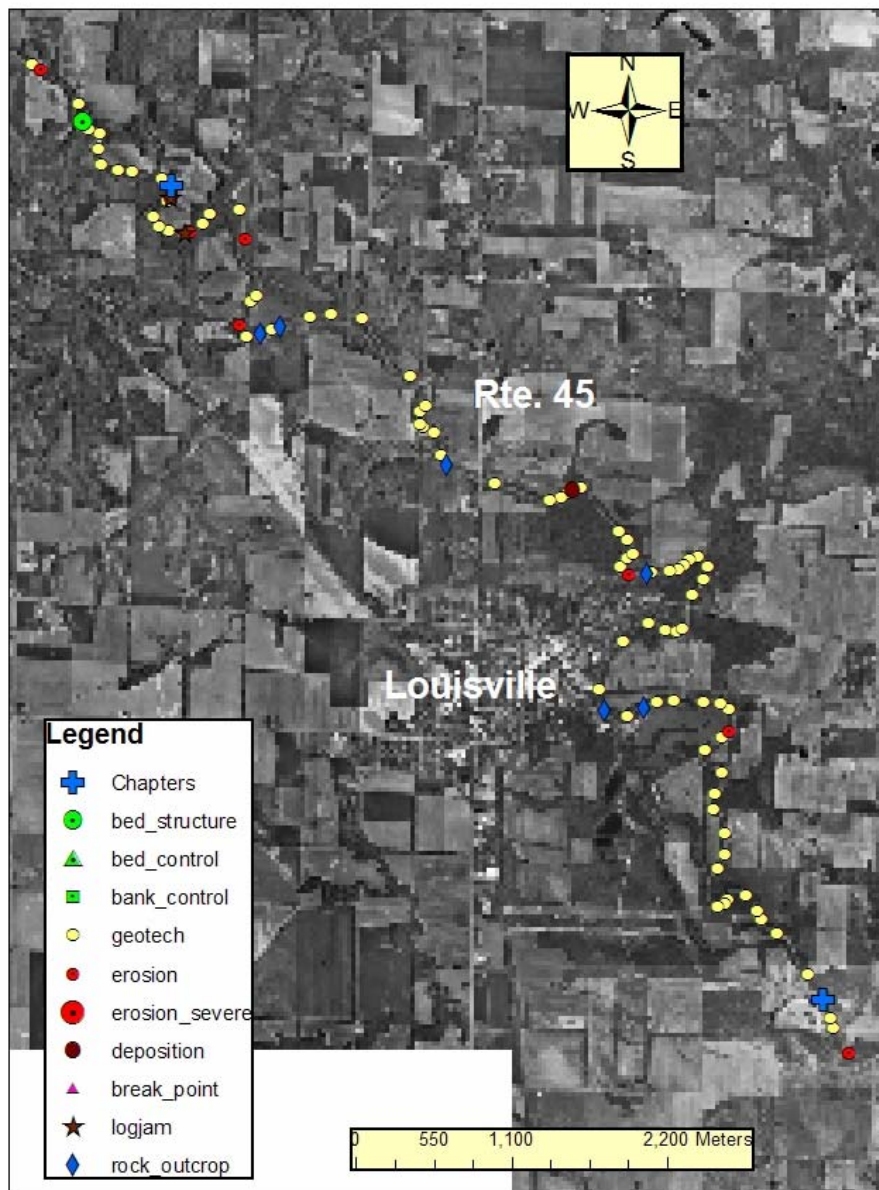 N
W E
S
Rte. 45
Louisville
Legend
Chapters
bed_structure
bed_control
bank_control
geotech
erosion
erosion_severe
deposition
break_point
logjam
rock_outcrop
0 550 1,100 2,200 Meters